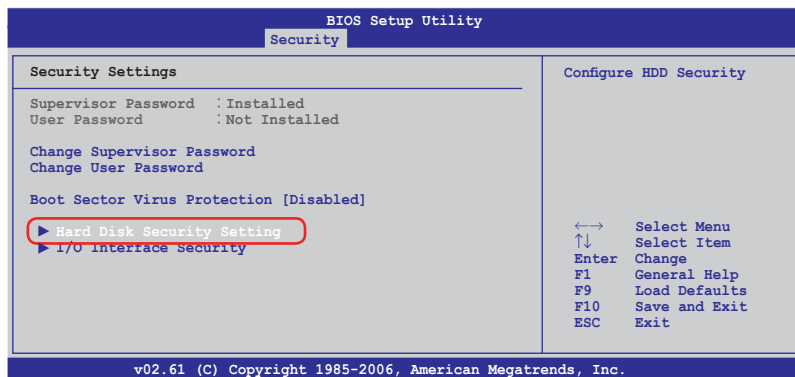 BIOS Setup Utility
Security
Security Settings
Supervisor Password : Installed
User Password : Not Installed
Change Supervisor Password
Change User Password
Boot Sector Virus Protection [Disabled]
▶ Hard Disk Security Setting
▶ I/O Interface Security
Configure HDD Security
←→ Select Menu
↑↓ Select Item
Enter Change
F1 General Help
F9 Load Defaults
F10 Save and Exit
ESC Exit
v02.61 (C) Copyright 1985-2006, American Megatrends, Inc.